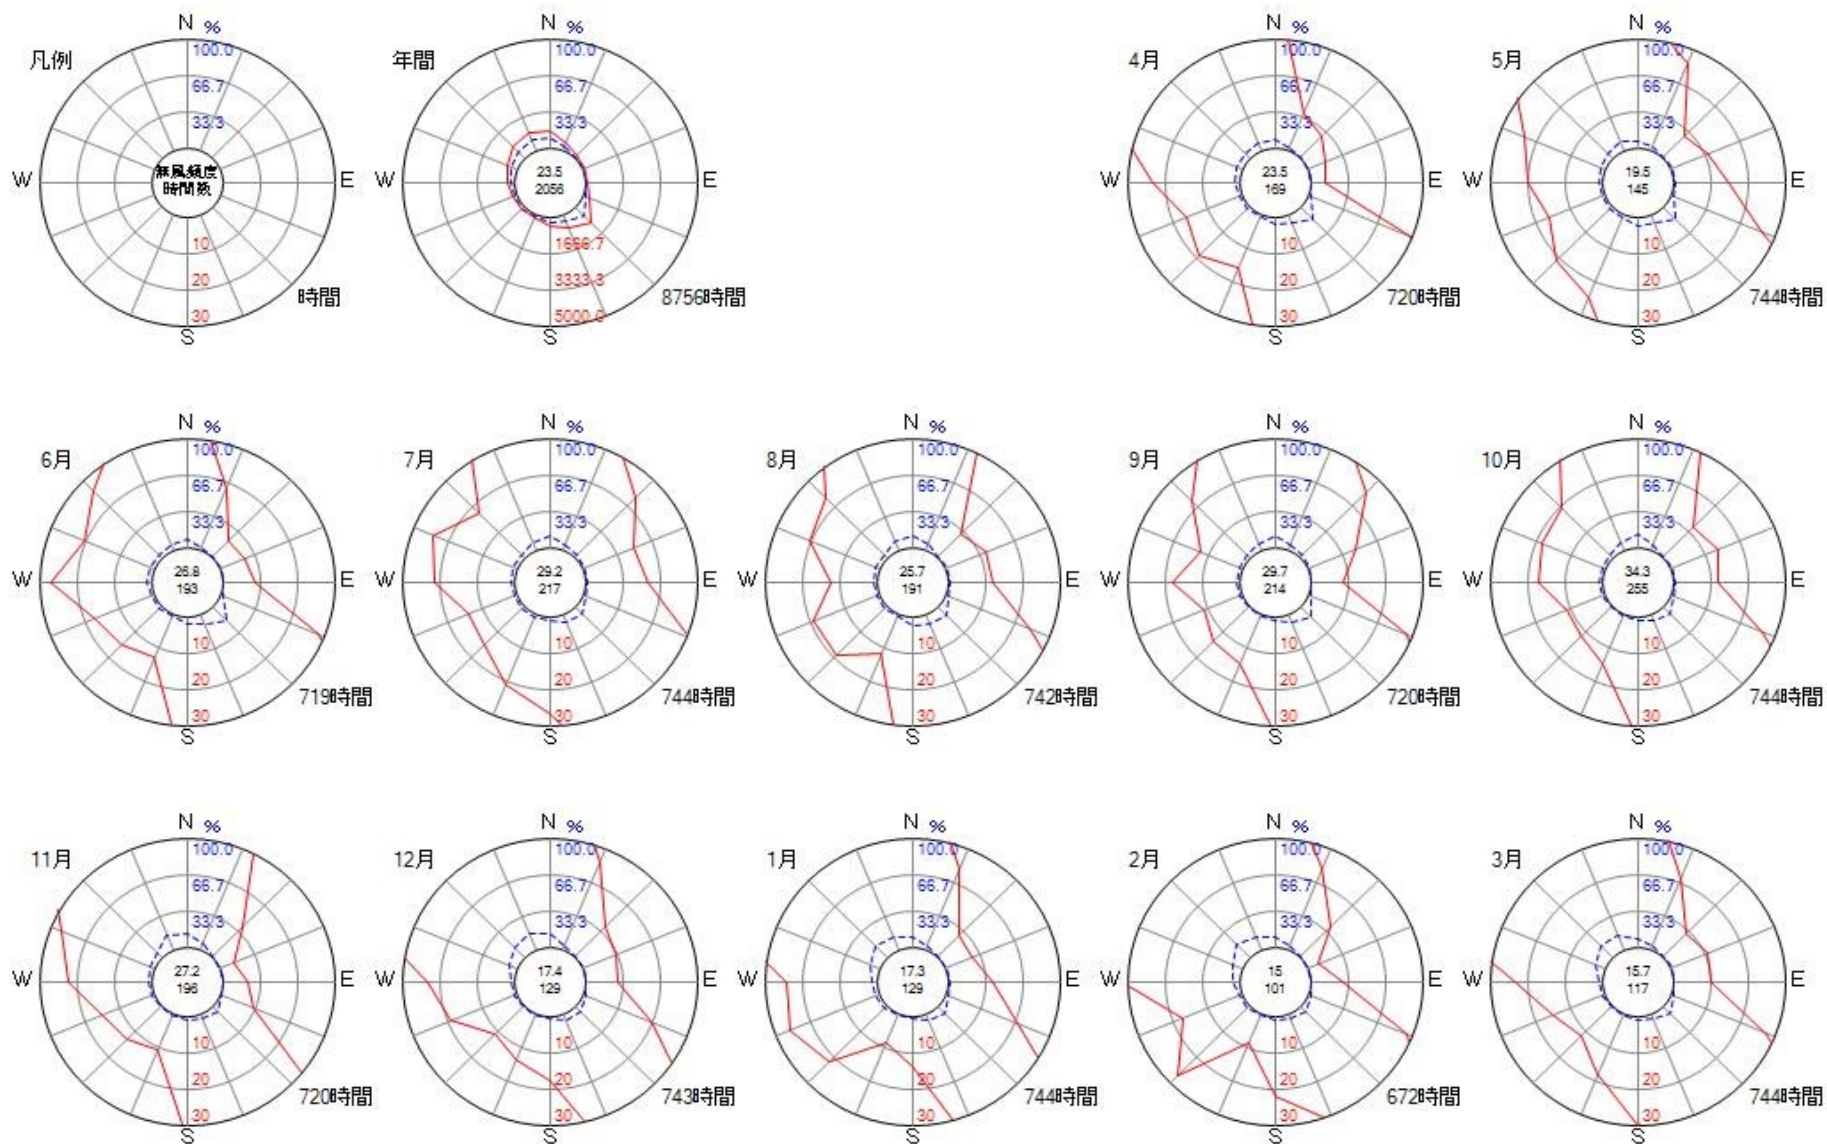 凡例
N %
100.0
66.7
33.3
W
無風頻度
時間数
E
10
20
30
S
時間
年間
N %
100.0
66.7
33.3
W
23.5
2056
E
1666.7
3333.3
5000.0
S
8756時間
4月
N %
100.0
66.7
33.3
W
23.5
169
E
10
20
30
S
720時間
5月
N %
100.0
66.7
33.3
W
19.5
145
E
10
20
30
S
744時間
6月
N %
100.0
66.7
33.3
W
26.8
193
E
10
20
30
S
719時間
7月
N %
100.0
66.7
33.3
W
29.2
217
E
10
20
30
S
744時間
8月
N %
100.0
66.7
33.3
W
25.7
191
E
10
20
30
S
742時間
9月
N %
100.0
66.7
33.3
W
29.7
214
E
10
20
30
S
720時間
10月
N %
100.0
66.7
33.3
W
34.3
255
E
10
20
30
S
744時間
11月
N %
100.0
66.7
33.3
W
27.2
196
E
10
20
30
S
720時間
12月
N %
100.0
66.7
33.3
W
17.4
129
E
10
20
30
S
743時間
1月
N %
100.0
66.7
33.3
W
17.3
129
E
10
20
30
S
744時間
2月
N %
100.0
66.7
33.3
W
15
101
E
10
20
30
S
672時間
3月
N %
100.0
66.7
33.3
W
15.7
117
E
10
20
30
S
744時間